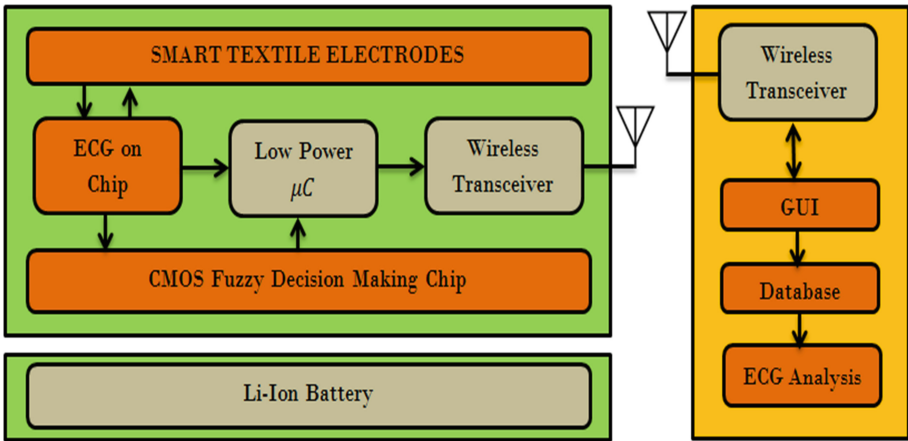 SMART TEXTILE ELECTRODES
ECG on
Chip
Low Power
μC
Wireless
Transceiver
CMOS Fuzzy Decision Making Chip
Li-Ion Battery
Wireless
Transceiver
GUI
Database
ECG Analysis